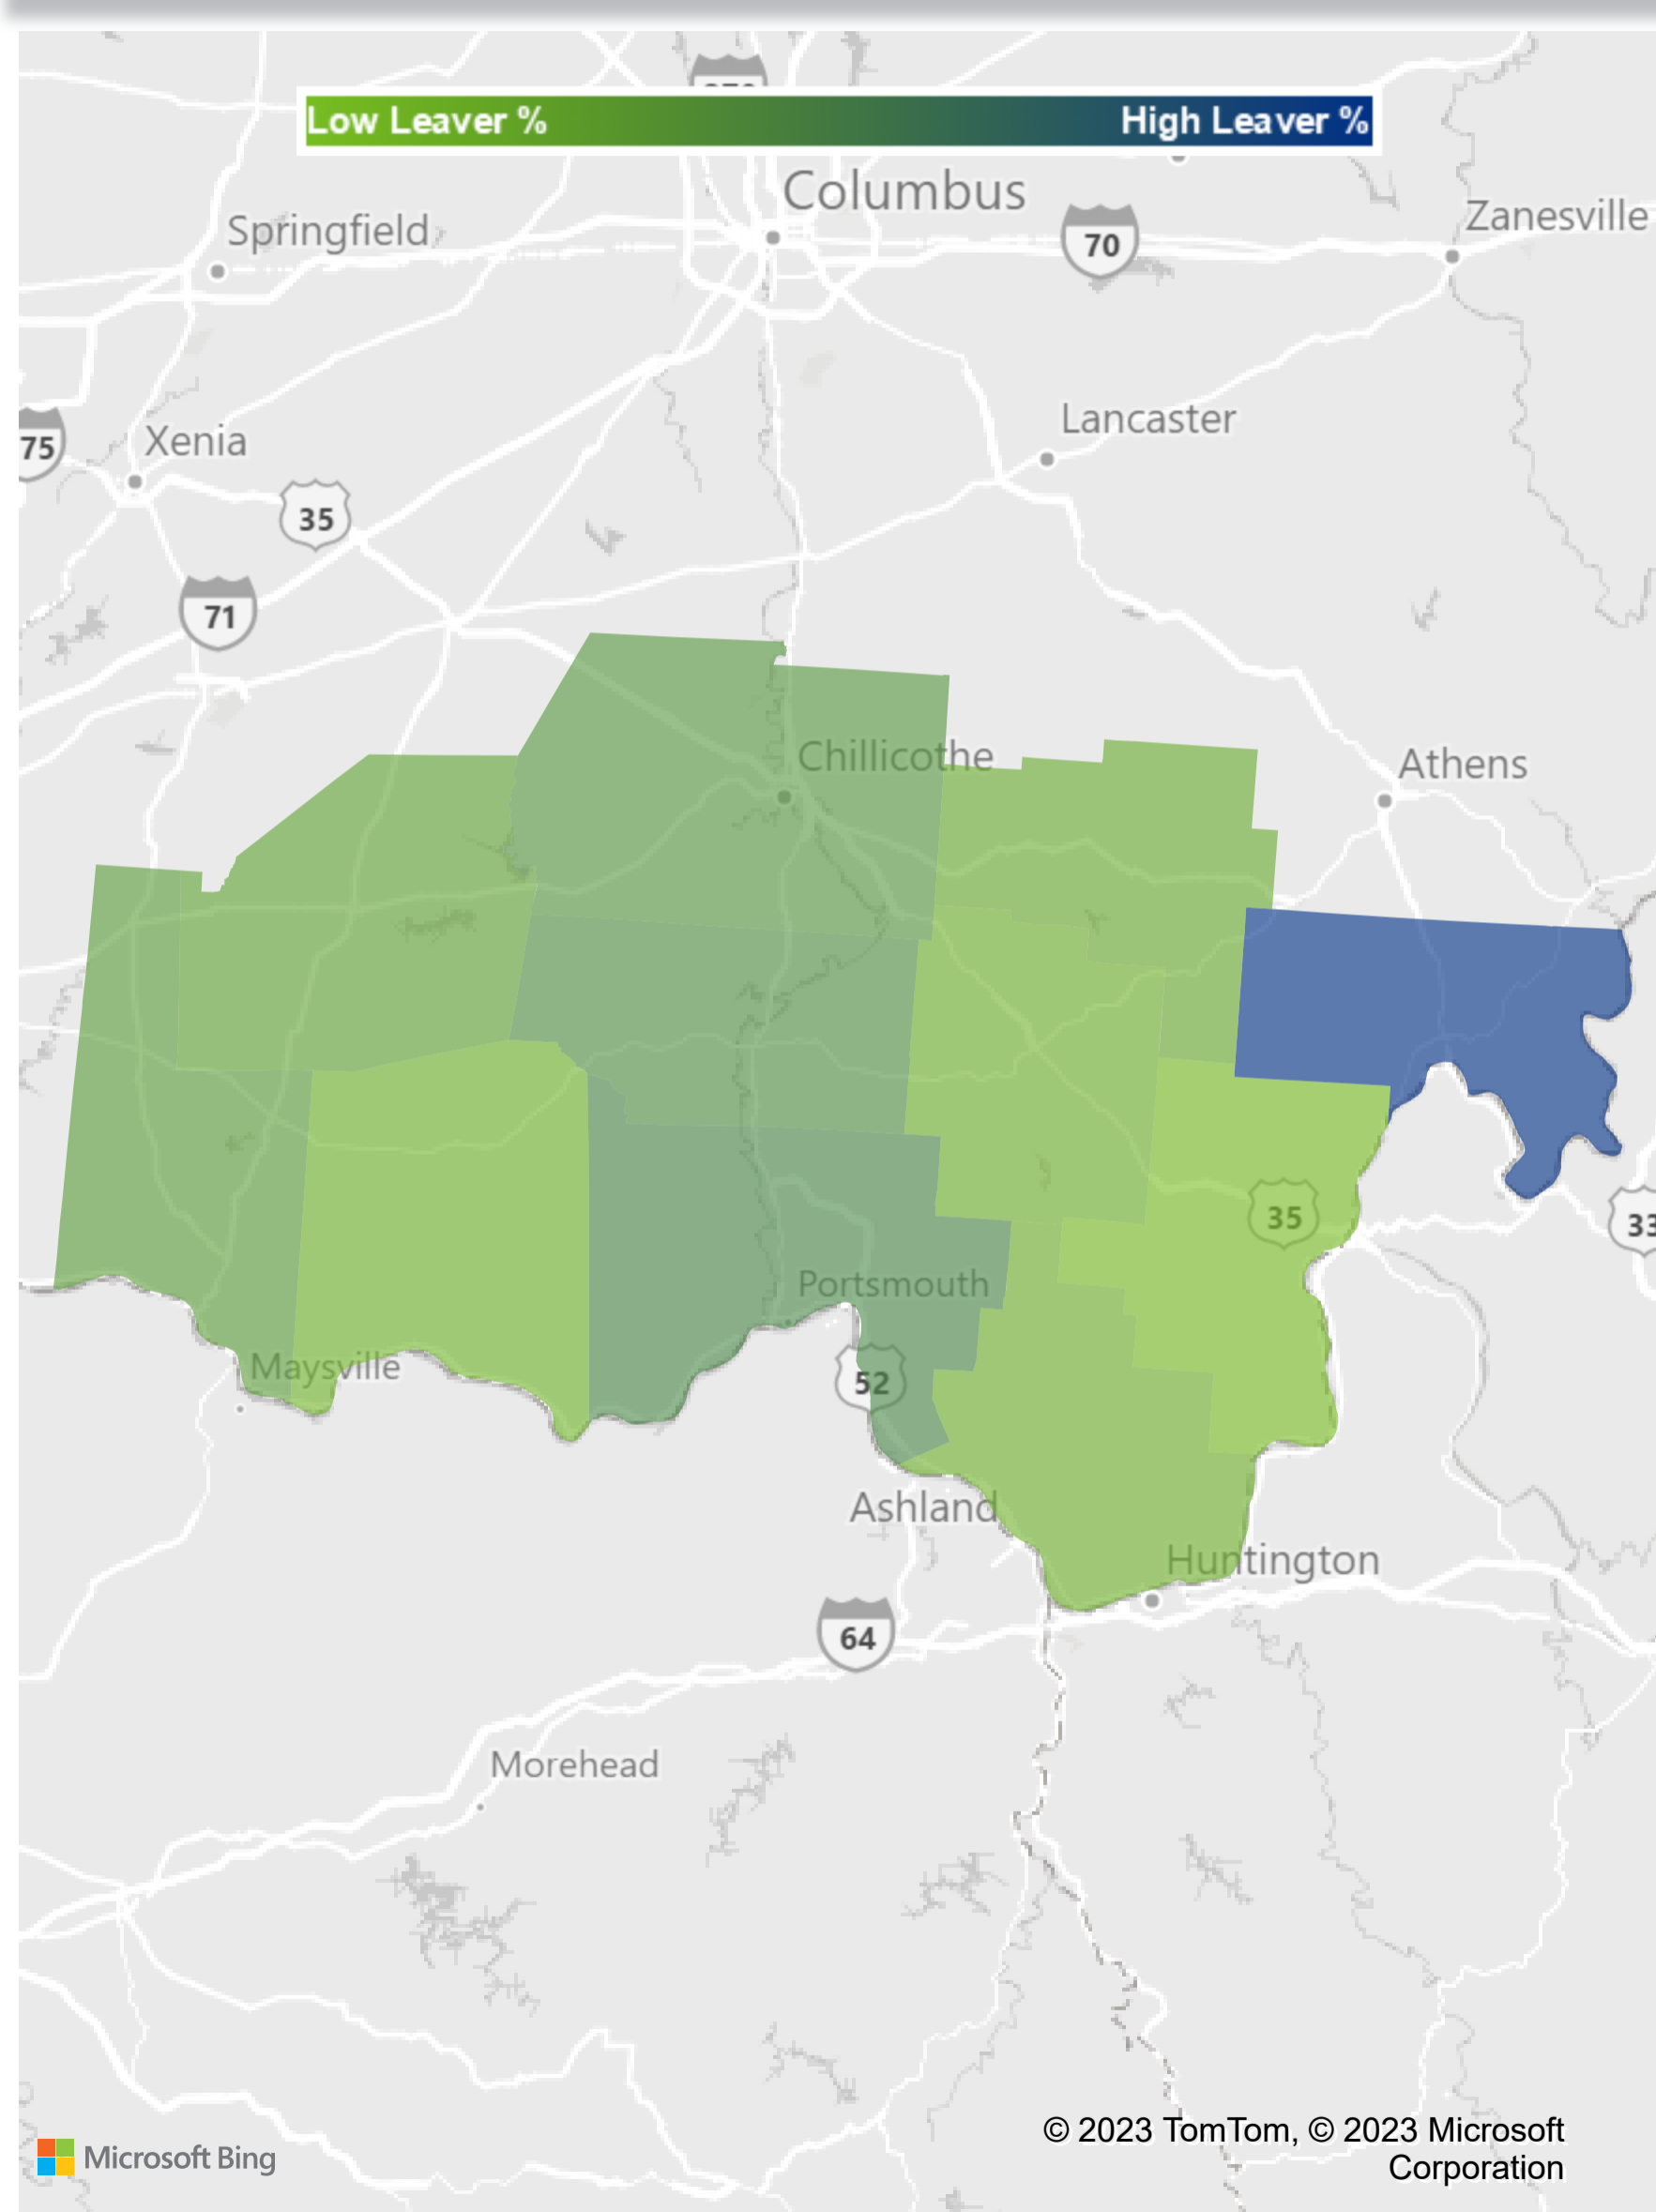 Low Leaver %
High Leaver %
Columbus
Springfield
70
Zanesville
Lancaster
75
Xenia
35
71
Chillicothe
Athens
35
33
Portsmouth
Maysville
52
Ashland
Huntington
64
Morehead
© 2023 TomTom, © 2023 Microsoft
Corporation
Microsoft Bing